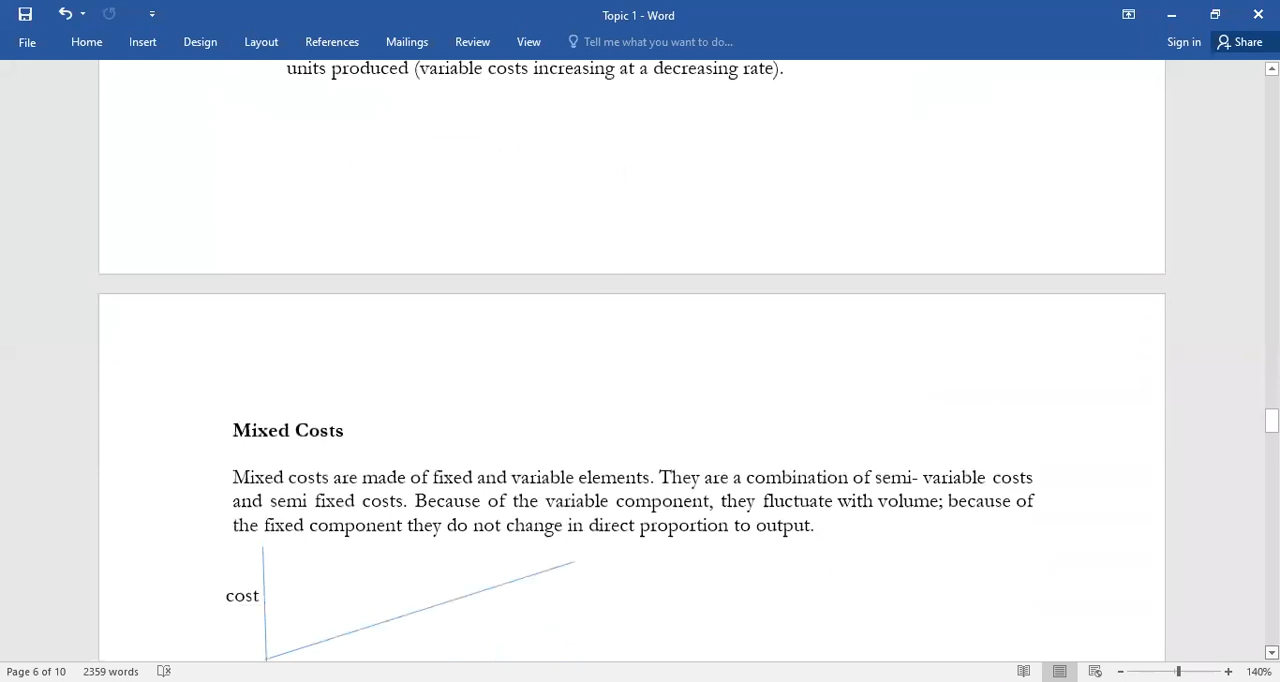 Topic 1 - Word
File Home Insert Design Layout References Mailings Review View Tell me what you want to do... Sign in Share
units produced (variable costs increasing at a decreasing rate).
Mixed Costs
Mixed costs are made of fixed and variable elements. They are a combination of semi- variable costs
and semi fixed costs. Because of the variable component, they fluctuate with volume; because of
the fixed component they do not change in direct proportion to output.
cost
Page 6 of 10 2359 words 140%